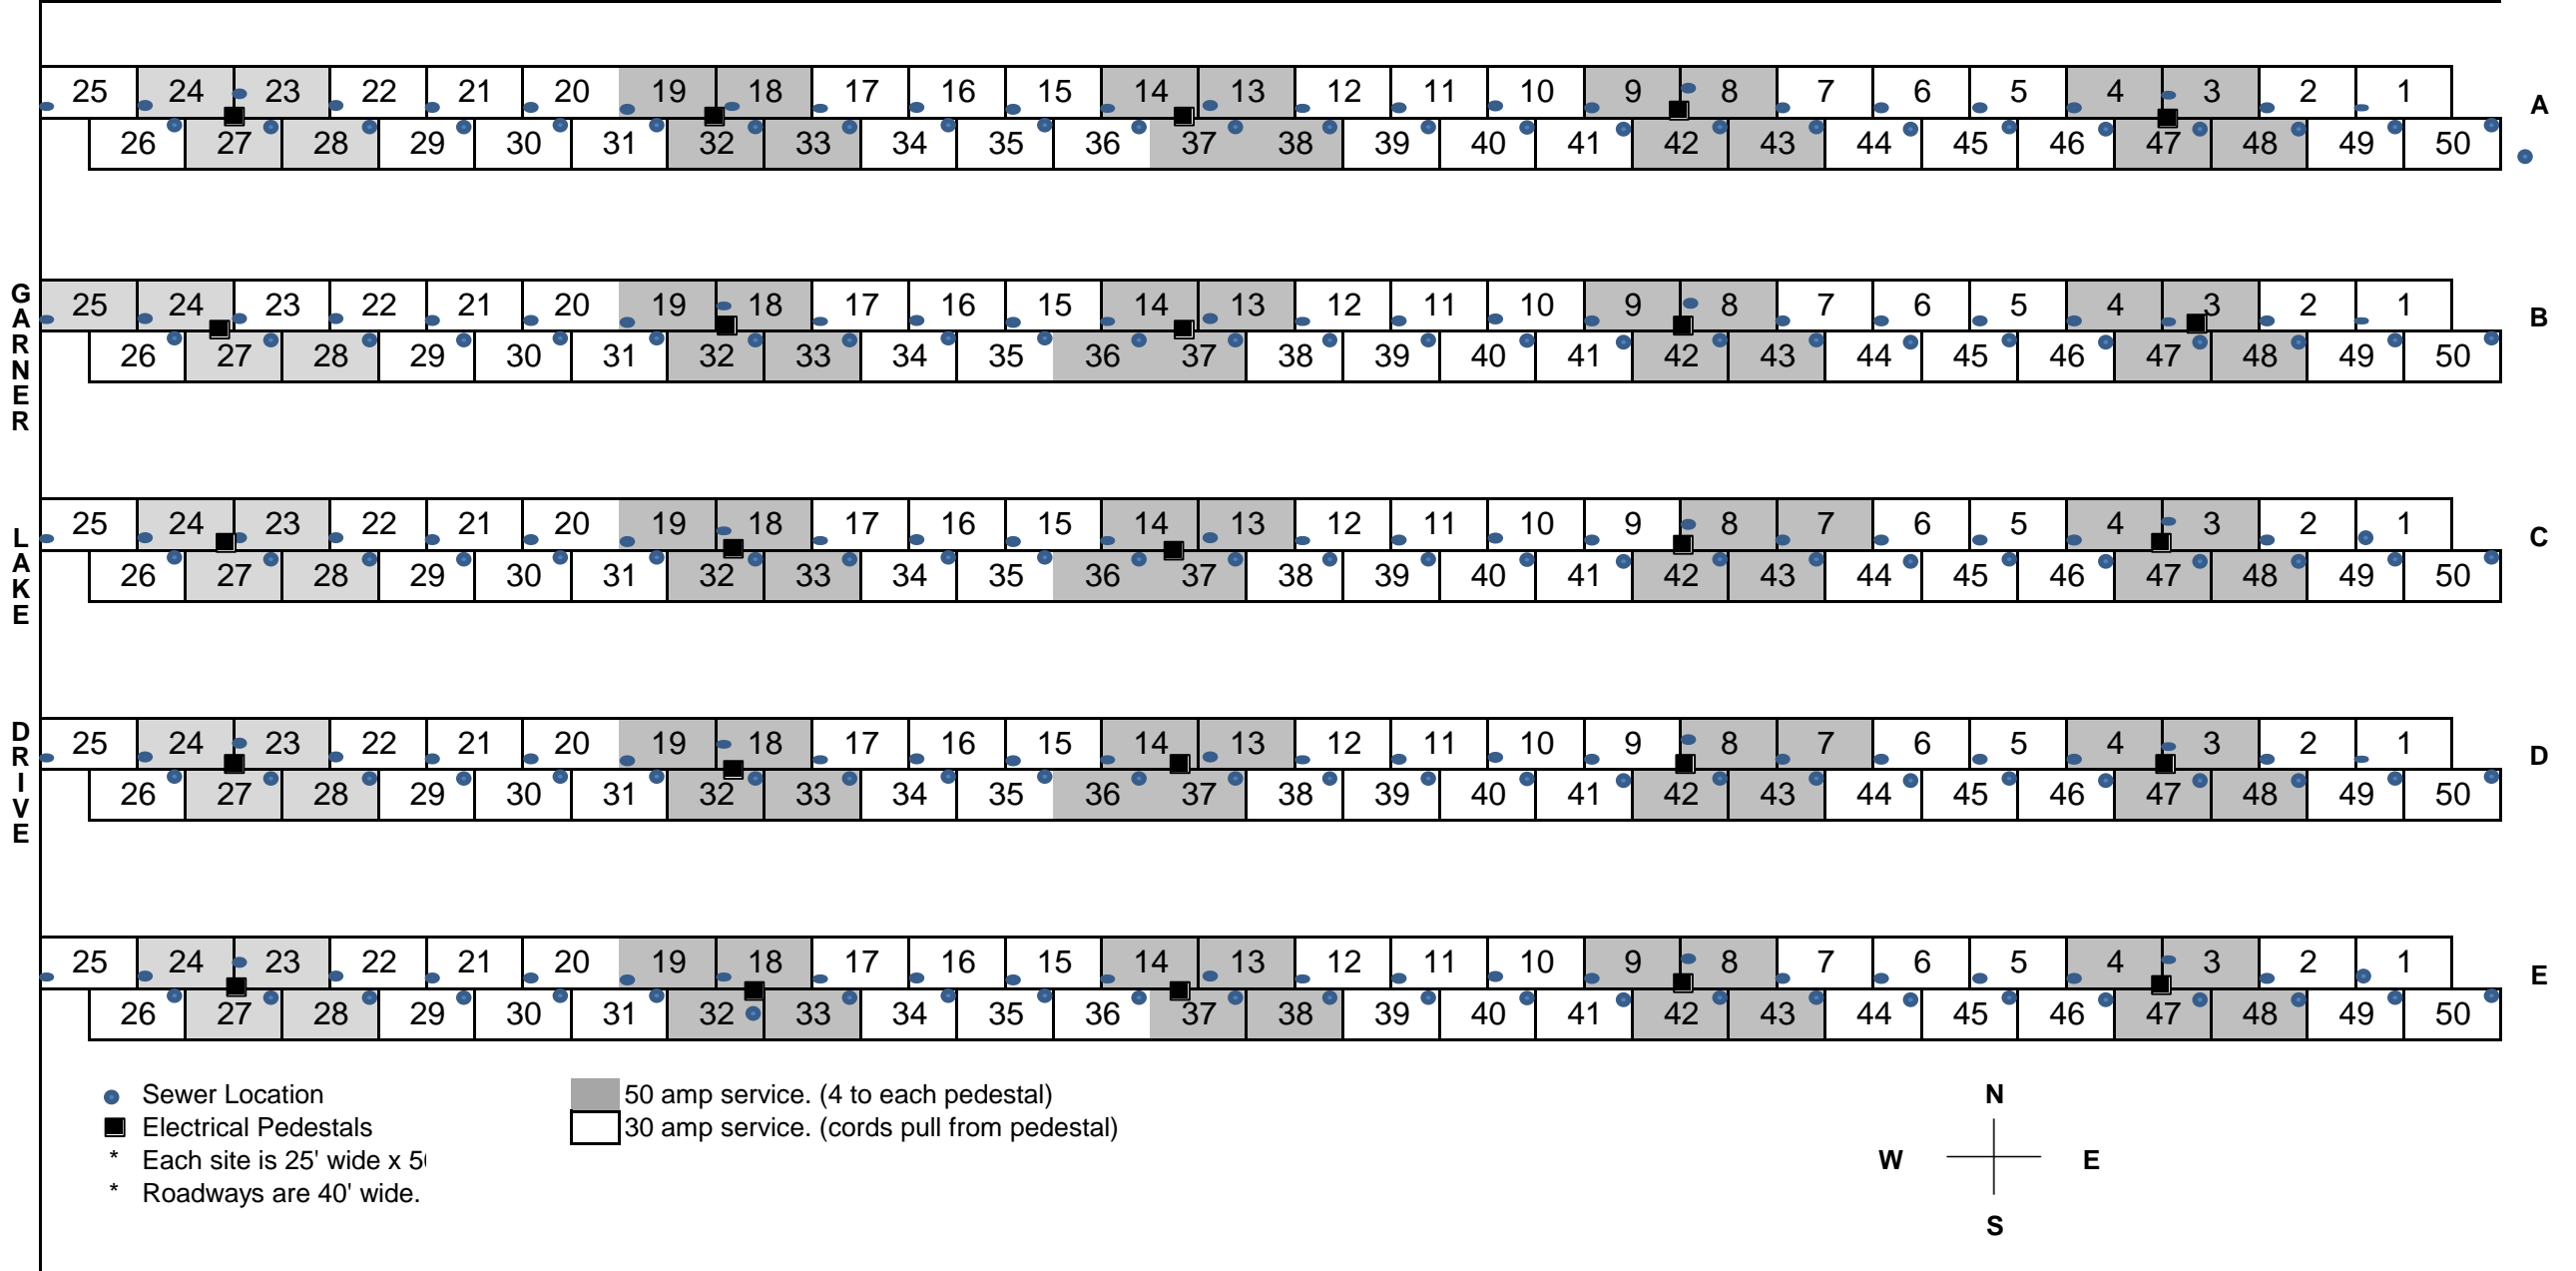 25 24 23 22 21 20 19 18 17 16 15 14 13 12 11 10 9 8 7 6 5 4 3 2 1
A
26 27 28 29 30 31 32 33 34 35 36 37 38 39 40 41 42 43 44 45 46 47 48 49 50
GARNER
25 24 23 22 21 20 19 18 17 16 15 14 13 12 11 10 9 8 7 6 5 4 3 2 1
B
26 27 28 29 30 31 32 33 34 35 36 37 38 39 40 41 42 43 44 45 46 47 48 49 50
LAKE
25 24 23 22 21 20 19 18 17 16 15 14 13 12 11 10 9 8 7 6 5 4 3 2 1
C
26 27 28 29 30 31 32 33 34 35 36 37 38 39 40 41 42 43 44 45 46 47 48 49 50
DRIVE
25 24 23 22 21 20 19 18 17 16 15 14 13 12 11 10 9 8 7 6 5 4 3 2 1
D
26 27 28 29 30 31 32 33 34 35 36 37 38 39 40 41 42 43 44 45 46 47 48 49 50
25 24 23 22 21 20 19 18 17 16 15 14 13 12 11 10 9 8 7 6 5 4 3 2 1
E
26 27 28 29 30 31 32 33 34 35 36 37 38 39 40 41 42 43 44 45 46 47 48 49 50
Sewer Location
Electrical Pedestals
* Each site is 25' wide x
* Roadways are 40' wide.
50 amp service. (4 to each pedestal)
30 amp service. (cords pull from pedestal)
N
W E
S